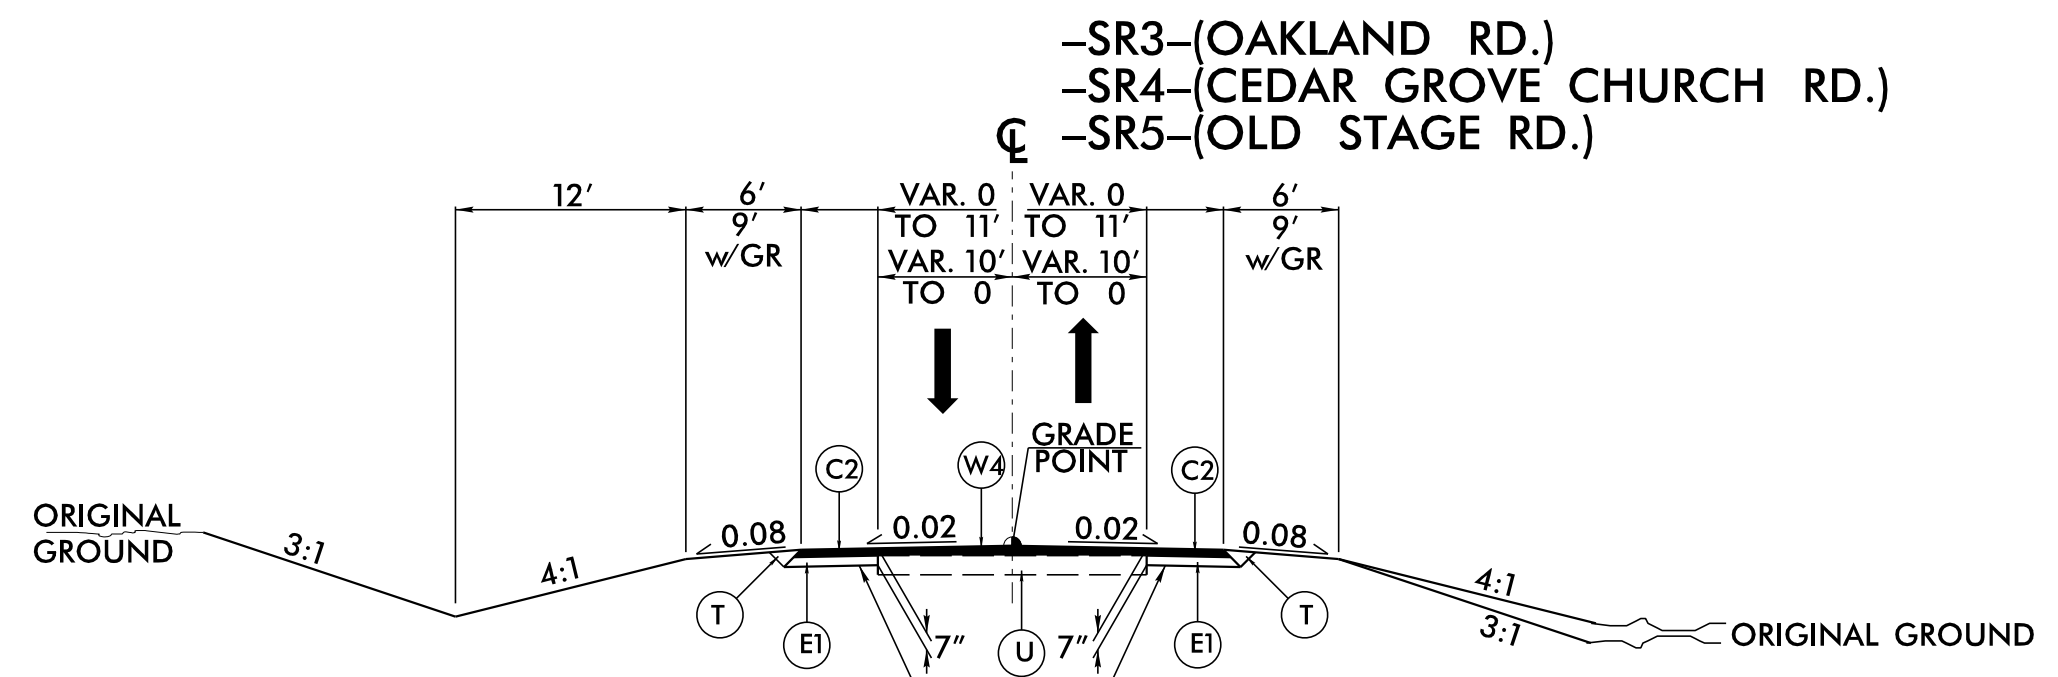 –SR3–(OAKLAND RD.)
–SR4–(CEDAR GROVE CHURCH RD.)
℄ –SR5–(OLD STAGE RD.)
12' 6' VAR. 0 VAR. 0 6'
9' TO 11' TO 11' 9'
w/GR VAR. 10' VAR. 10' w/GR
TO 0 TO 0
GRADE
POINT
C2 W4 C2
ORIGINAL
GROUND
3:1 4:1 0.08 0.02 0.02 0.08 4:1
3:1
T E1 7" U 7" E1 T
ORIGINAL GROUND